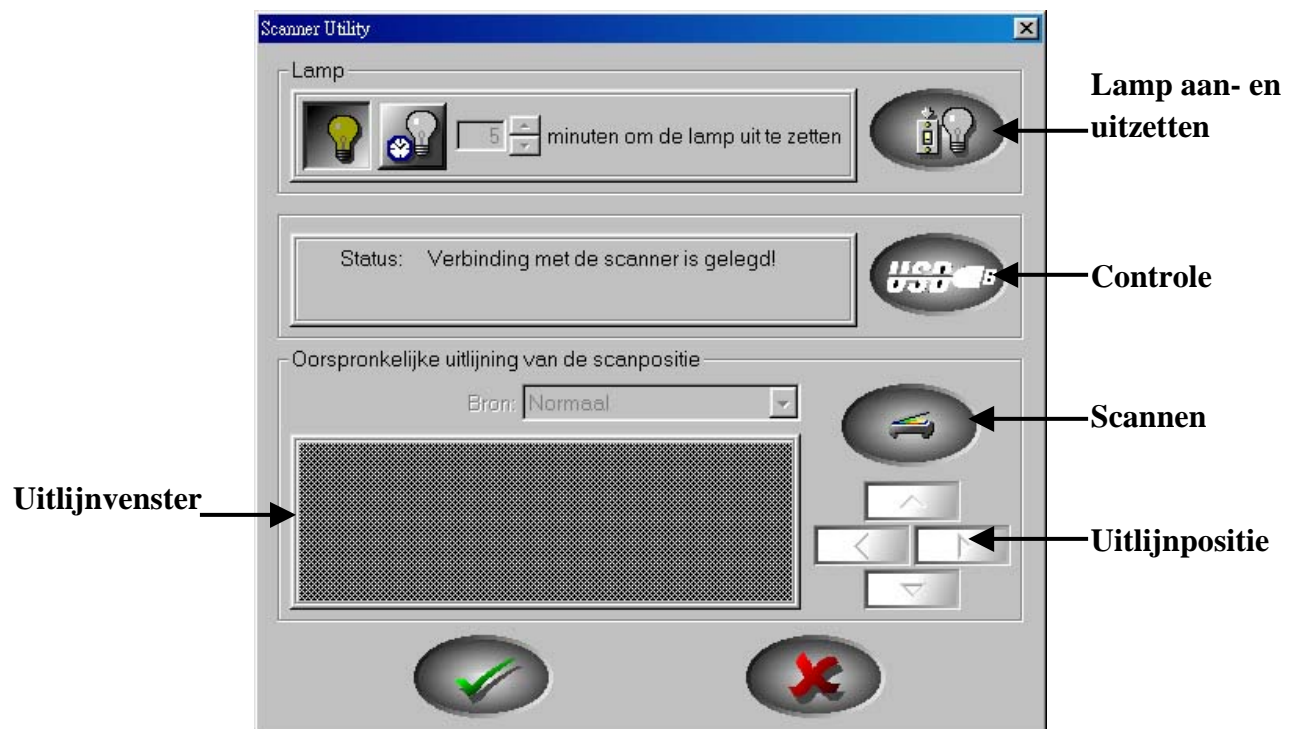 Scanner Utility
Lamp
Lamp aan- en
uitzetten
5 minuten om de lamp uit te zetten
Status: Verbinding met de scanner is gelegd!
USB
Controle
Oorspronkelijke uitlijning van de scanpositie
Bron: Normaal
Scannen
Uitlijnvenster
Uitlijnpositie